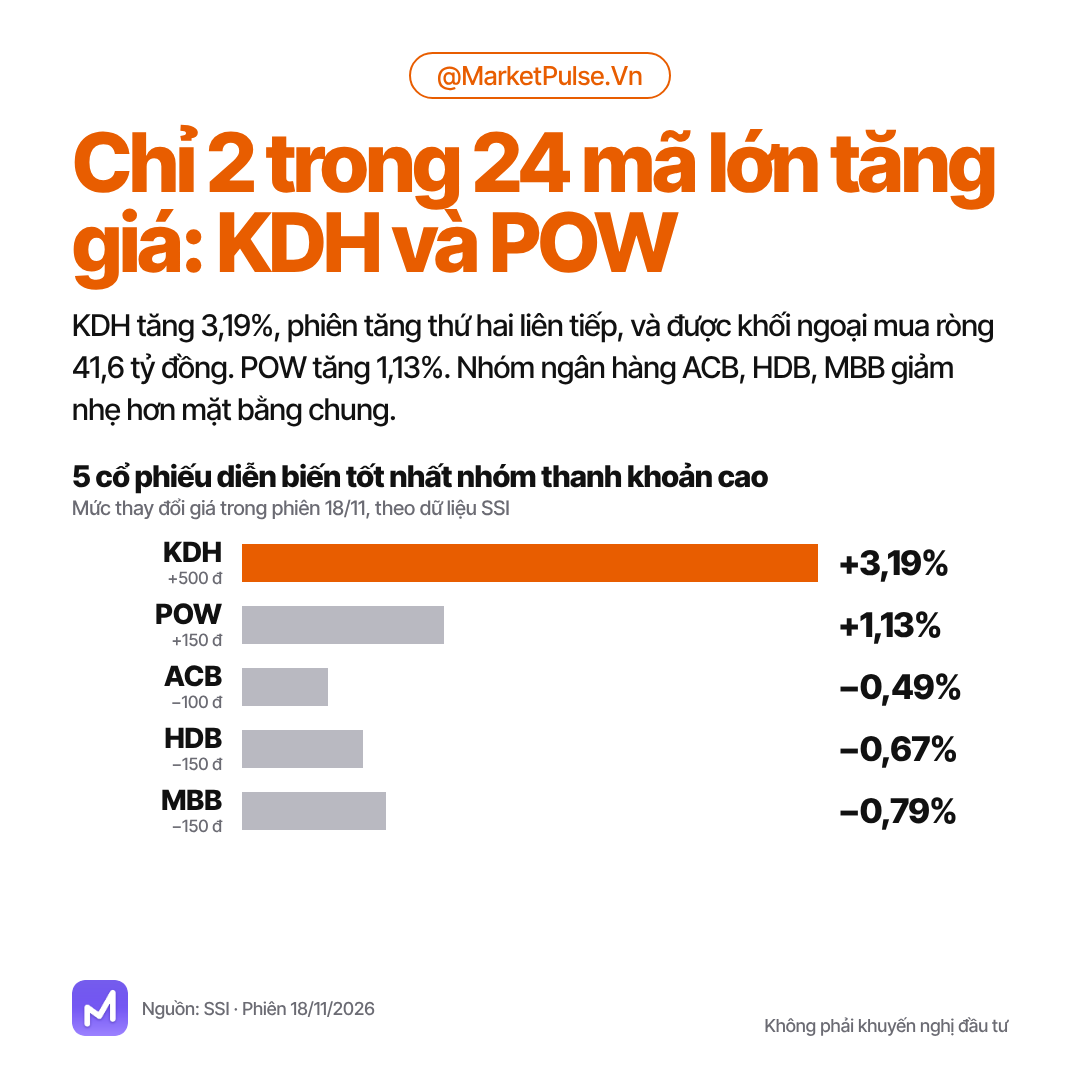 @MarketPulse.Vn
Chỉ 2 trong 24 mã lớn tăng
giá: KDH và POW
KDH tăng 3,19%, phiên tăng thứ hai liên tiếp, và được khối ngoại mua ròng
41,6 tỷ đồng. POW tăng 1,13%. Nhóm ngân hàng ACB, HDB, MBB giảm
nhẹ hơn mặt bằng chung.
5 cổ phiếu diễn biến tốt nhất nhóm thanh khoản cao
Mức thay đổi giá trong phiên 18/11, theo dữ liệu SSI
KDH
+500 đ
+3,19%
POW
+150 đ
+1,13%
ACB
−100 đ
−0,49%
HDB
−150 đ
−0,67%
MBB
−150 đ
−0,79%
Nguồn: SSI · Phiên 18/11/2026
Không phải khuyến nghị đầu tư